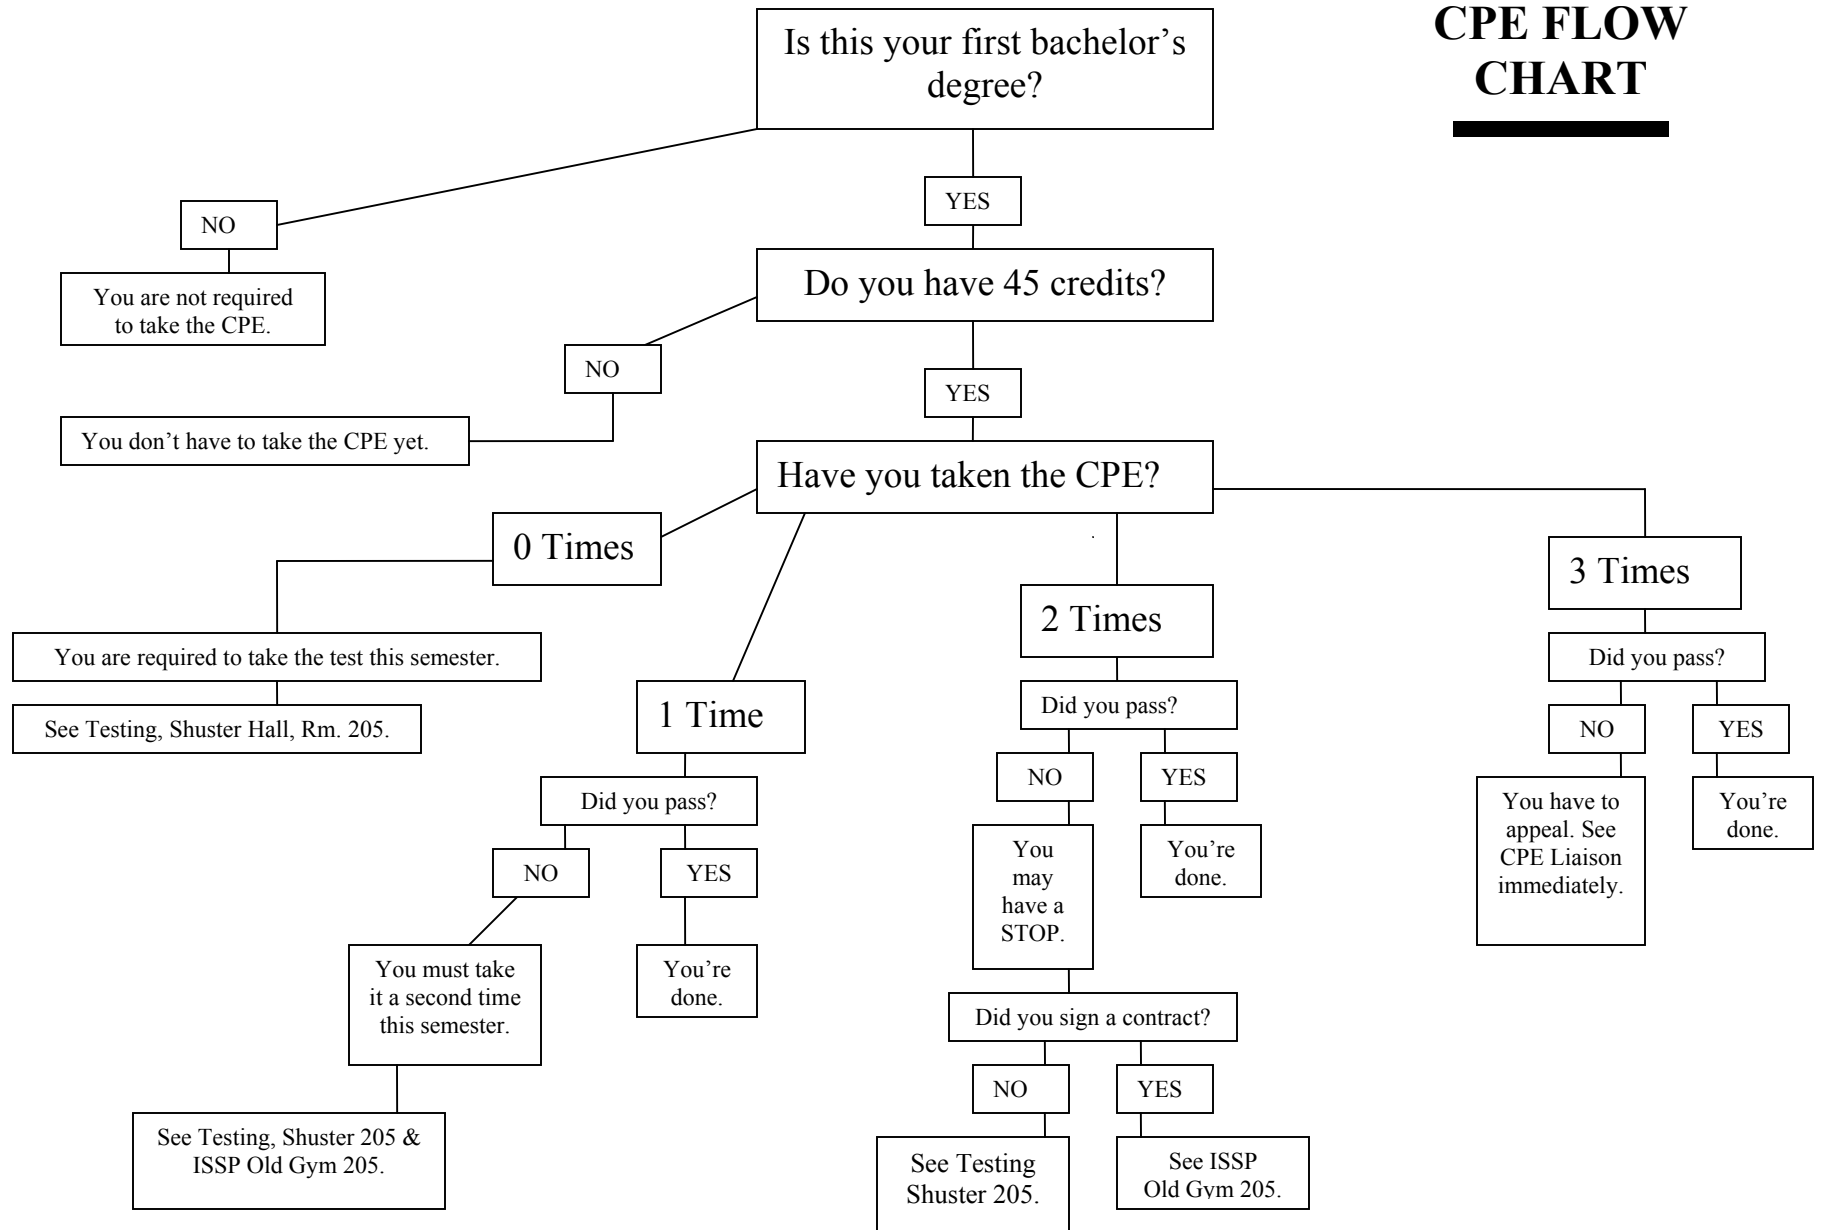 CPE FLOW
CHART
Is this your first bachelor's
degree?
NO
YES
You are not required
to take the CPE.
Do you have 45 credits?
NO
YES
You don't have to take the CPE yet.
Have you taken the CPE?
0 Times
You are required to take the test this semester.
See Testing, Shuster Hall, Rm. 205.
1 Time
Did you pass?
NO
YES
You must take
it a second time
this semester.
You're
done.
See Testing, Shuster 205 &
ISSP Old Gym 205.
2 Times
Did you pass?
NO
YES
You
may
have a
STOP.
You're
done.
Did you sign a contract?
NO
YES
See Testing
Shuster 205.
See ISSP
Old Gym 205.
3 Times
Did you pass?
NO
YES
You have to
appeal. See
CPE Liaison
immediately.
You're
done.